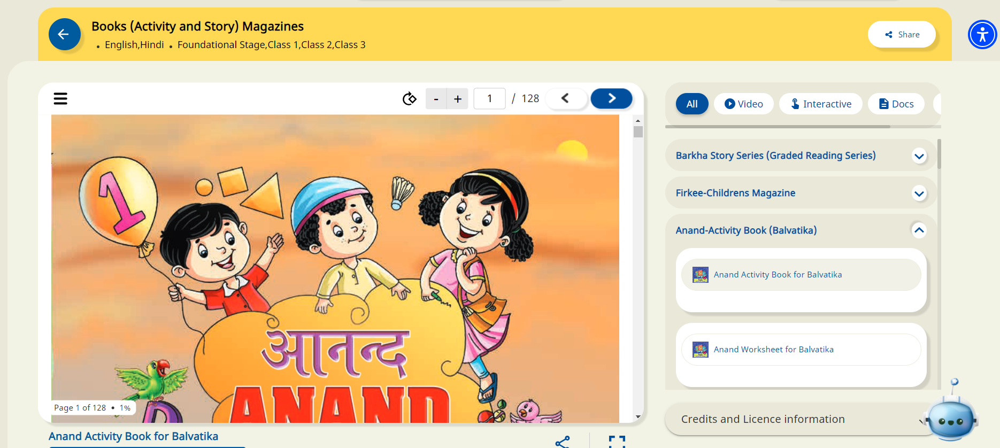 Books (Activity and Story) Magazines
• English,Hindi • Foundational Stage,Class 1,Class 2,Class 3
Share
1 / 128
- +
1
आनन्द
ANAND
D
Page 1 of 128 • 1%
Anand Activity Book for Balvatika
All
Video
Interactive
Docs
Barkha Story Series (Graded Reading Series)
Firkee-Childrens Magazine
Anand-Activity Book (Balvatika)
Anand Activity Book for Balvatika
Anand Worksheet for Balvatika
Credits and Licence information